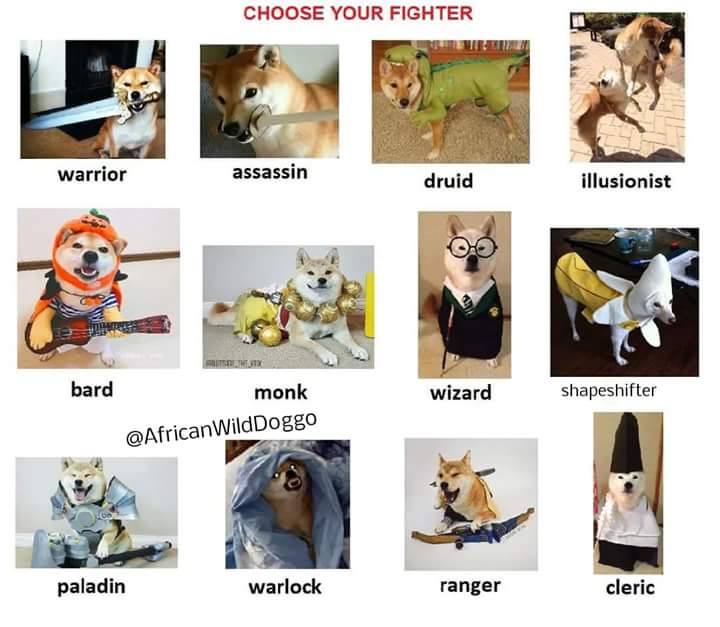 CHOOSE YOUR FIGHTER
warrior
assassin
druid
illusionist
bard
monk
wizard
shapeshifter
@AfricanWildDoggo
paladin
warlock
ranger
cleric